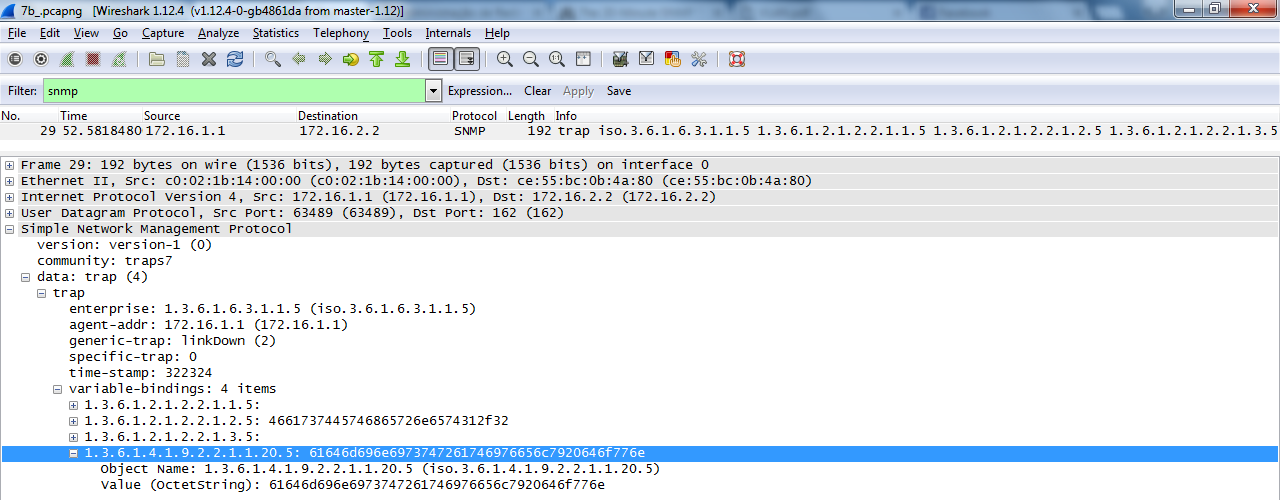 7b_.pcapng [Wireshark 1.12.4 (v1.12.4-0-gb4861da from master-1.12)]
File Edit View Go Capture Analyze Statistics Telephony Tools Internals Help
Filter: snmp Expression... Clear Apply Save
No. Time Source Destination Protocol Length Info
29 52.5818480 172.16.1.1 172.16.2.2 SNMP 192 trap iso.3.6.1.6.3.1.1.5 1.3.6.1.2.1.2.2.1.1.5 1.3.6.1.2.1.2.2.1.2.5 1.3.6.1.2.1.2.2.1.3.5
Frame 29: 192 bytes on wire (1536 bits), 192 bytes captured (1536 bits) on interface 0
Ethernet II, Src: c0:02:1b:14:00:00 (c0:02:1b:14:00:00), Dst: ce:55:bc:0b:4a:80 (ce:55:bc:0b:4a:80)
Internet Protocol Version 4, Src: 172.16.1.1 (172.16.1.1), Dst: 172.16.2.2 (172.16.2.2)
User Datagram Protocol, Src Port: 63489 (63489), Dst Port: 162 (162)
Simple Network Management Protocol
version: version-1 (0)
community: traps7
data: trap (4)
trap
enterprise: 1.3.6.1.6.3.1.1.5 (iso.3.6.1.6.3.1.1.5)
agent-addr: 172.16.1.1 (172.16.1.1)
generic-trap: linkDown (2)
specific-trap: 0
time-stamp: 322324
variable-bindings: 4 items
1.3.6.1.2.1.2.2.1.1.5:
1.3.6.1.2.1.2.2.1.2.5: 4661737445746865726e6574312f32
1.3.6.1.2.1.2.2.1.3.5:
1.3.6.1.4.1.9.2.2.1.1.20.5: 61646d696e6973747261746976656c7920646f776e
Object Name: 1.3.6.1.4.1.9.2.2.1.1.20.5 (iso.3.6.1.4.1.9.2.2.1.1.20.5)
Value (OctetString): 61646d696e6973747261746976656c7920646f776e